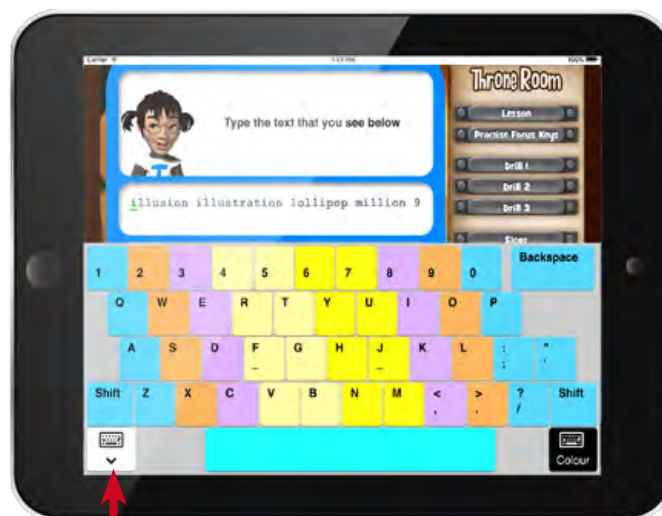 Carrier
100%
Throne Room
Type the text that you see below
Lesson
Practise Focus Keys
Drill 1
Drill 2
Drill 3
illusion illustration lollipop million 9
1 2 3 4 5 6 7 8 9 0 Backspace
Q W E R T Y U I O P
A S D F _ G H J _ K L : ; " '
Shift Z X C V B N M < , > . ? / Shift
Colour